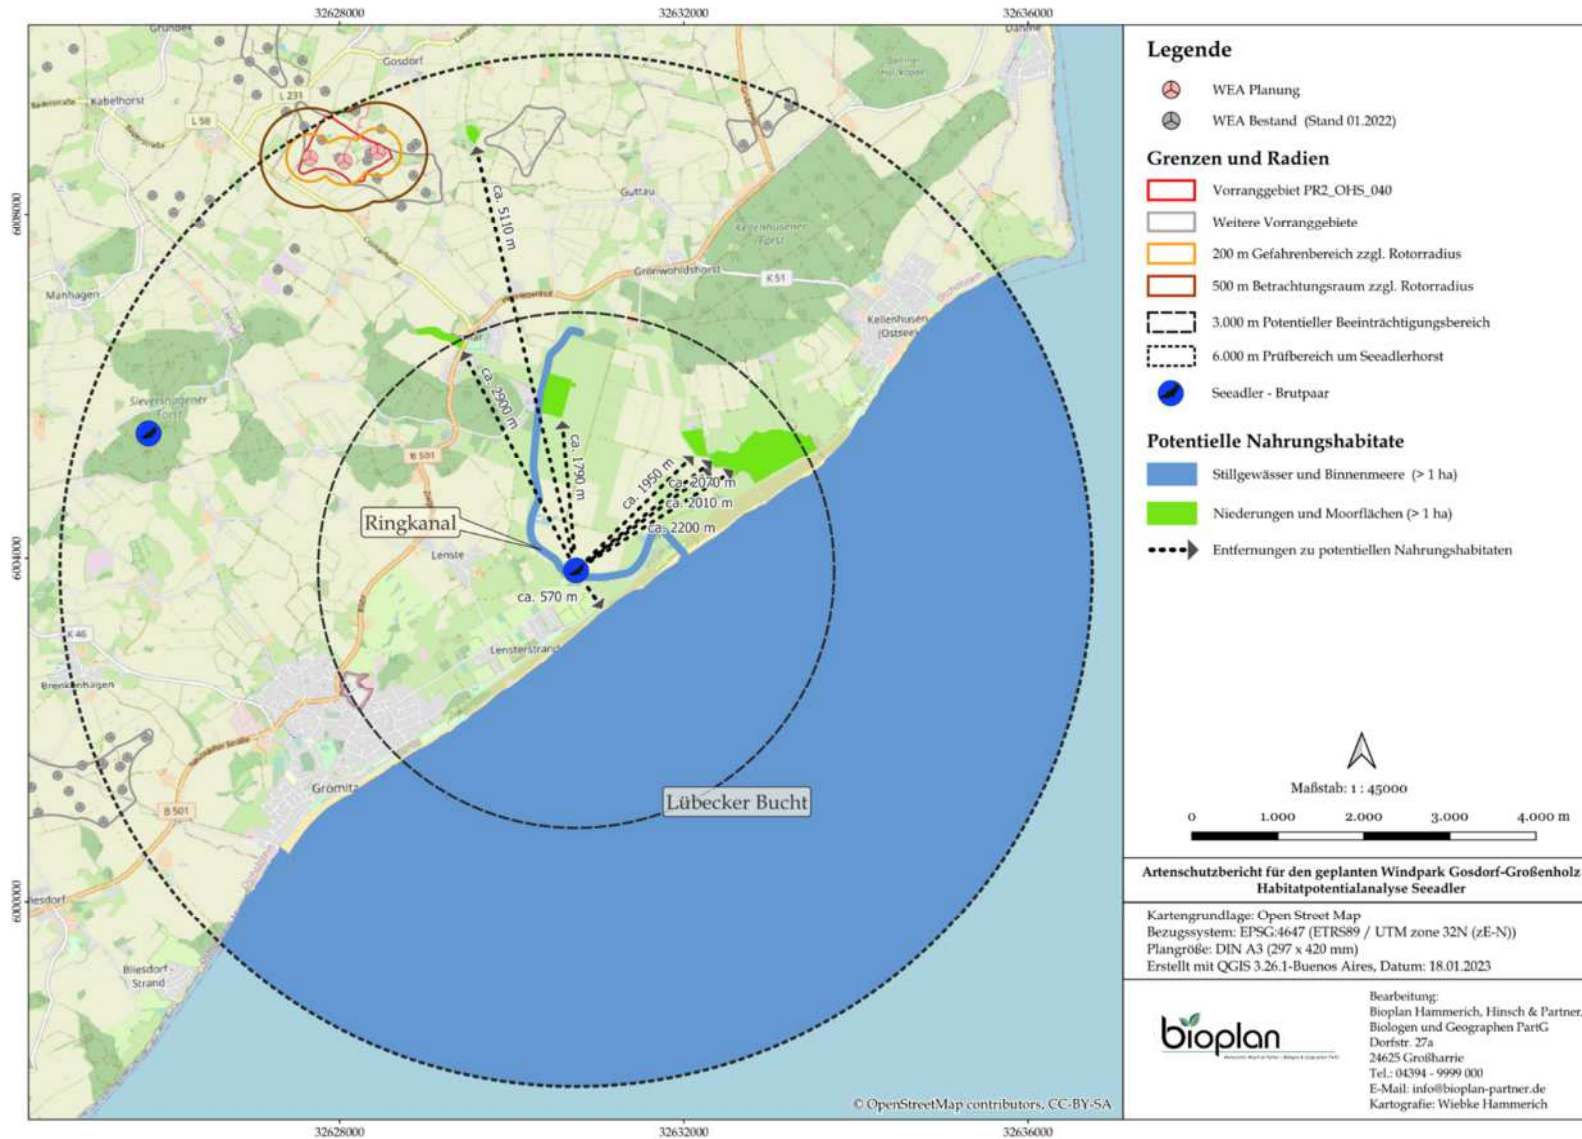 32628000
32632000
32636000
Grundek
Dahme
Gosdorf
L 231
Kabelhorst
L 58
ca. 5110 m
Guttau
6008000
Kellenhusener
Forst
Grönwohldshorst
K 51
Manhagen
Kellenhusen
(Ostsee)
ca. 2900 m
Sievershagener
Forst
ca. 1790 m
B 501
ca. 1950 m
ca. 2070 m
ca. 2010 m
ca. 2200 m
Ringkanal
Lenste
6004000
ca. 570 m
K 46
Lensterstrand
Brenkenhagen
Grömitz
Lübecker Bucht
B 501
6000000
Bliesdorf
Strand
© OpenStreetMap contributors, CC-BY-SA
32628000
32632000
32636000
Legende
WEA Planung
WEA Bestand (Stand 01.2022)
Grenzen und Radien
Vorranggebiet PR2_OHS_040
Weitere Vorranggebiete
200 m Gefahrenbereich zzgl. Rotorradius
500 m Betrachtungsraum zzgl. Rotorradius
3.000 m Potentieller Beeinträchtigungsbereich
6.000 m Prüfbereich um Seeadlerhorst
Seeadler - Brutpaar
Potentielle Nahrungshabitate
Stillgewässer und Binnenmeere (> 1 ha)
Niederungen und Moorflächen (> 1 ha)
Entfernungen zu potentiellen Nahrungshabitaten
Maßstab: 1 : 45000
0 1.000 2.000 3.000 4.000 m
Artenschutzbericht für den geplanten Windpark Gosdorf-Großenholz
Habitatpotentialanalyse Seeadler
Kartengrundlage: Open Street Map
Bezugssystem: EPSG:4647 (ETRS89 / UTM zone 32N (zE-N))
Plangröße: DIN A3 (297 x 420 mm)
Erstellt mit QGIS 3.26.1-Buenos Aires, Datum: 18.01.2023
bioplan
Bearbeitung:
Bioplan Hammerich, Hinsch & Partner,
Biologen und Geographen PartG
Dorfstr. 27a
24625 Großharrie
Tel.: 04394 - 9999 000
E-Mail: info@bioplan-partner.de
Kartografie: Wiebke Hammerich